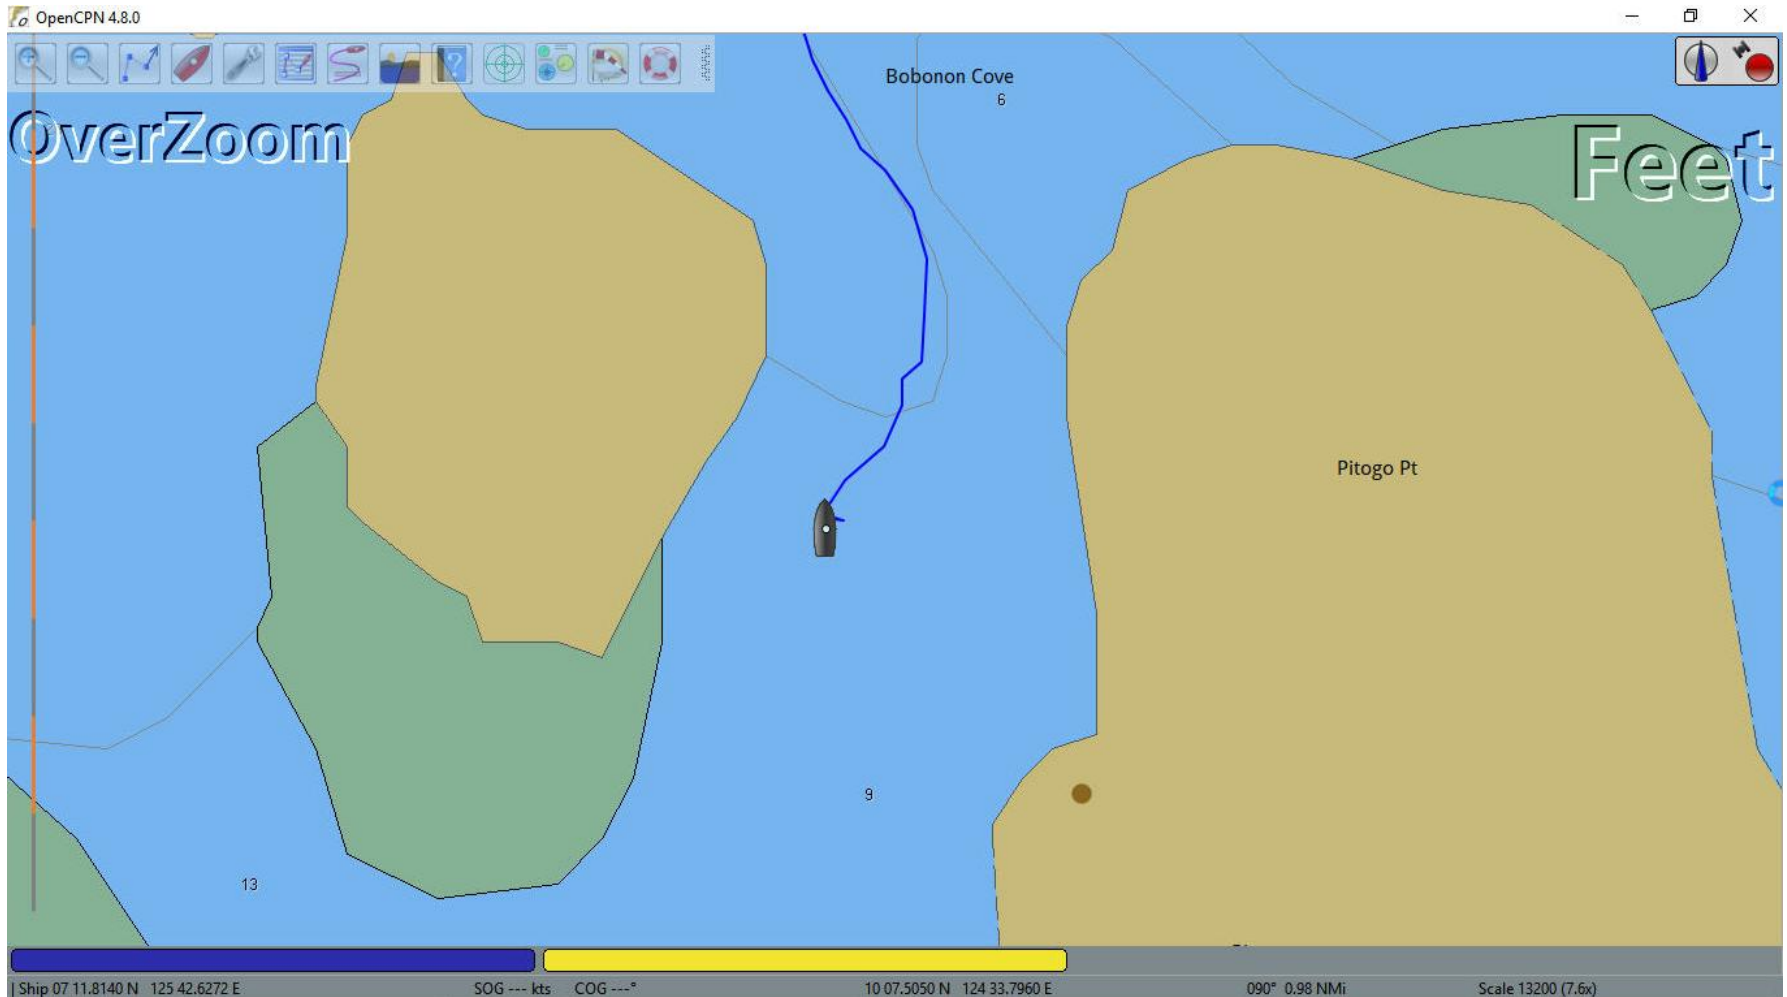 OpenCPN 4.8.0
Bobonon Cove
6
OverZoom
Feet
Pitogo Pt
9
13
Ship 07 11.8140 N 125 42.6272 E SOG --- kts COG ---° 10 07.5050 N 124 33.7960 E 090° 0.98 NMi Scale 13200 (7.6x)